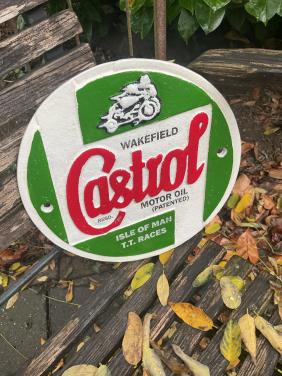 WAKEFIELD
Castrol
REGD.
MOTOR OIL
(PATENTED)
ISLE OF MAN
T.T. RACES